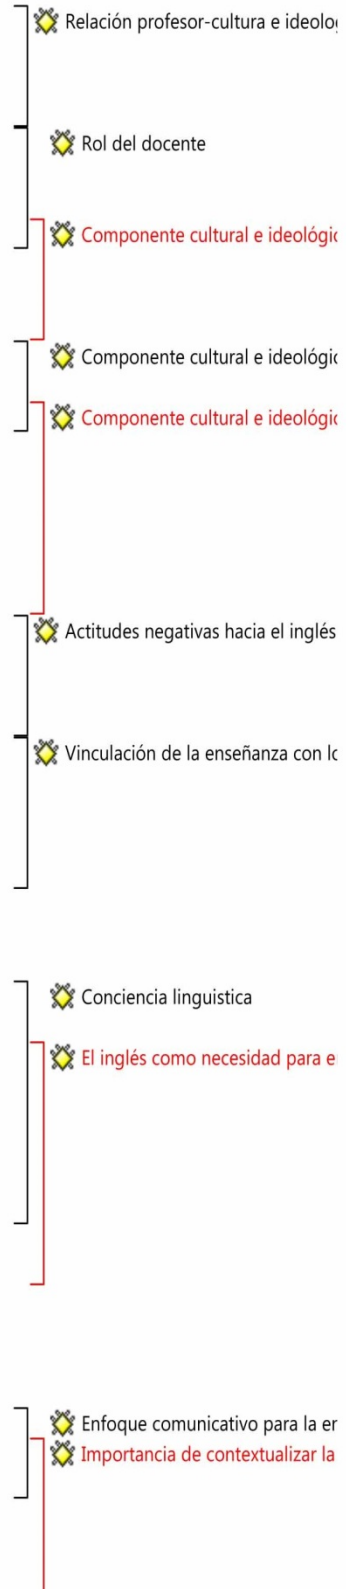 Relación profesor-cultura e ideolog
Rol del docente
Componente cultural e ideológic
Componente cultural e ideológic
Componente cultural e ideológic
Actitudes negativas hacia el inglés
Vinculación de la enseñanza con lo
Conciencia linguistica
El inglés como necesidad para e
Enfoque comunicativo para la e
Importancia de contextualizar la